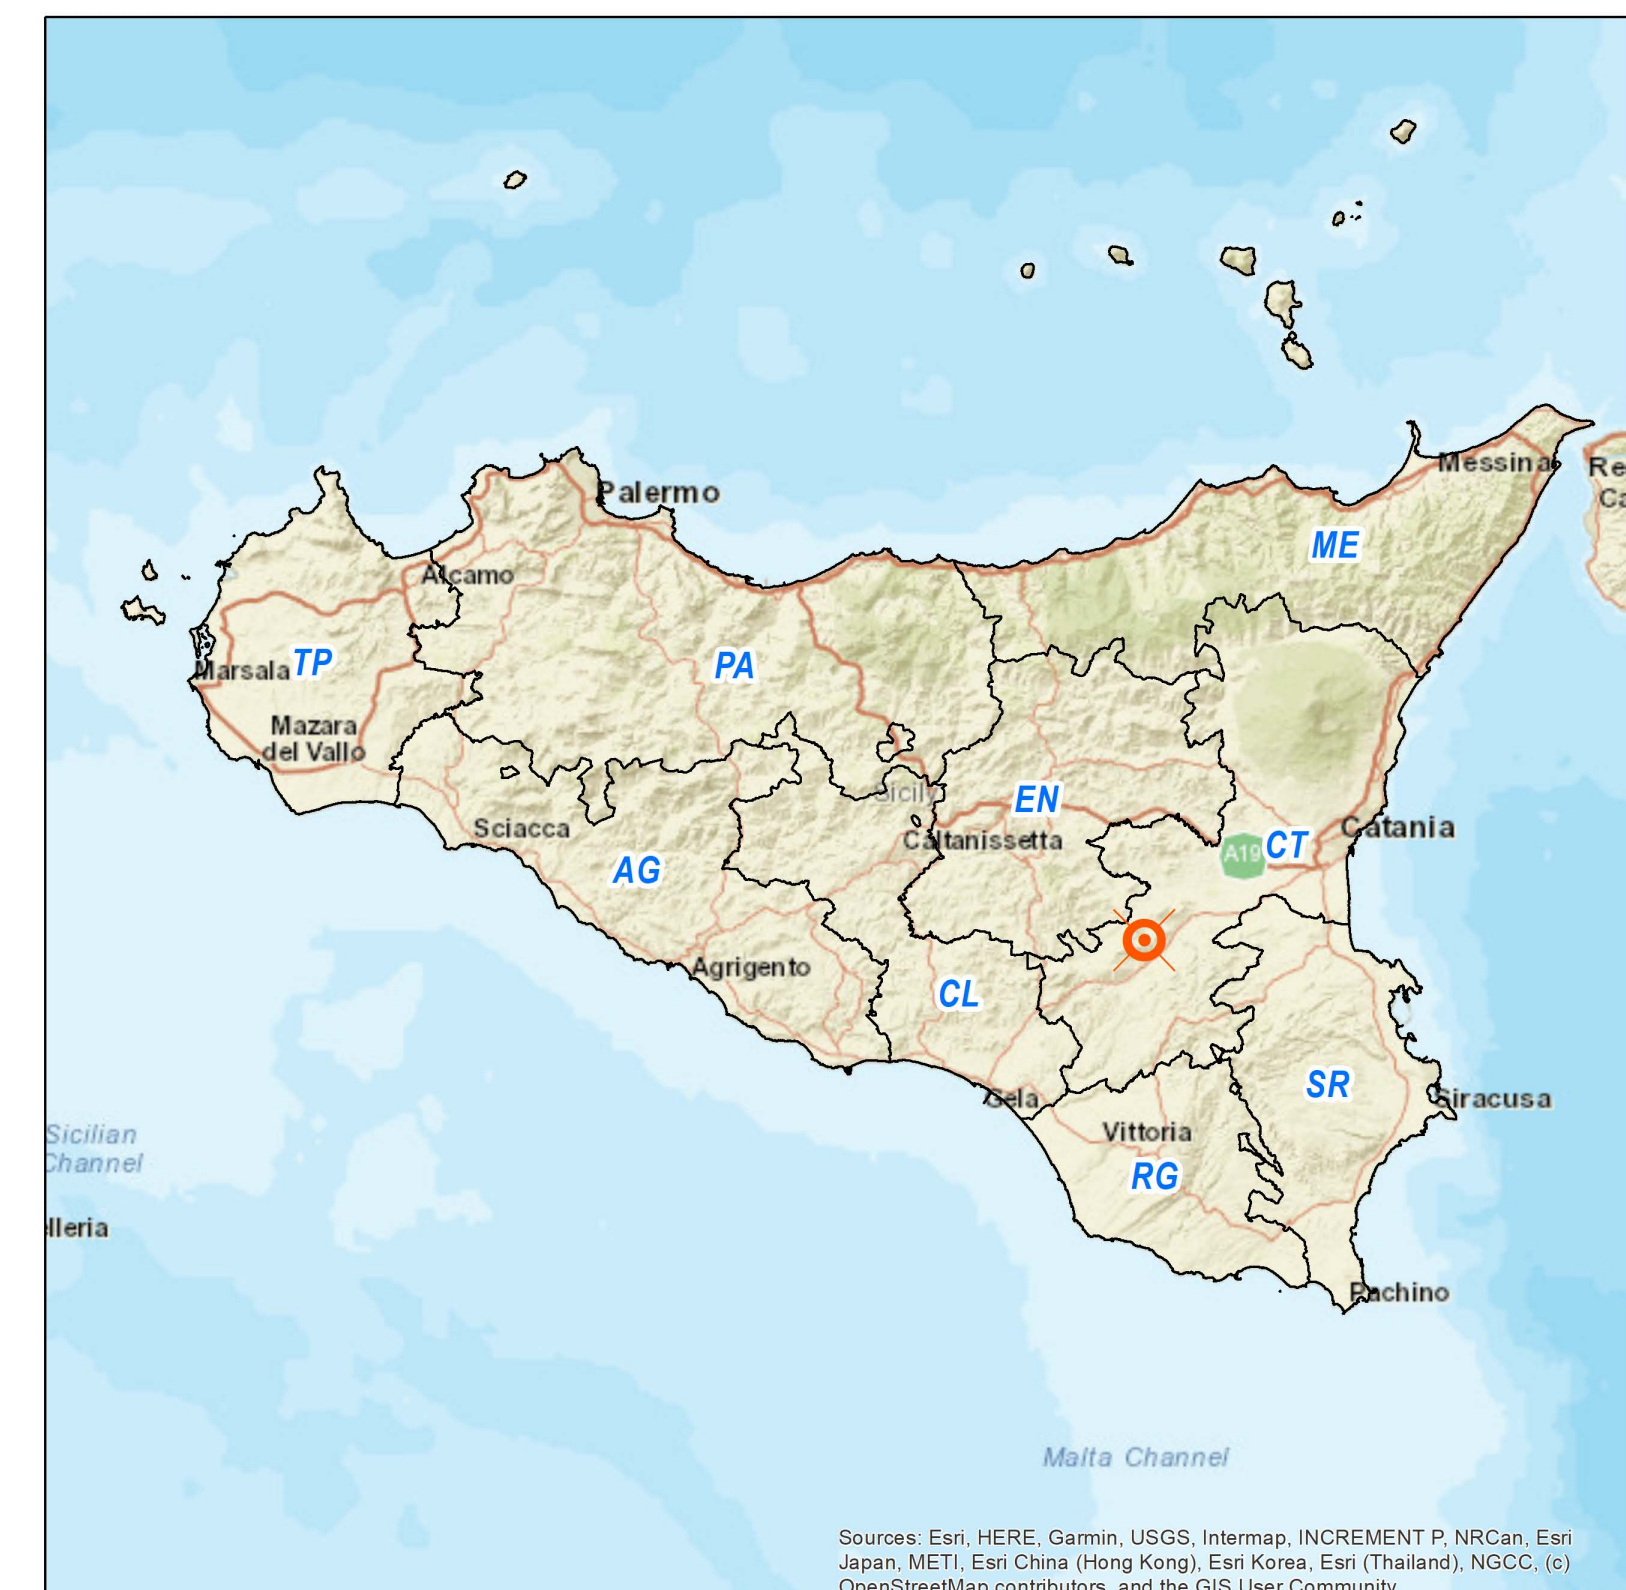 Messina
Re
Ca
Palermo
ME
Alcamo
TP
Marsala
PA
Mazara
del Vallo
Sicily
EN
Sciacca
Caltanissetta
A19
CT
Catania
AG
Agrigento
CL
SR
Gela
Siracusa
Vittoria
Sicilian
Channel
RG
lleria
Pachino
Malta Channel
Sources: Esri, HERE, Garmin, USGS, Intermap, INCREMENT P, NRCan, Esri
Japan, METI, Esri China (Hong Kong), Esri Korea, Esri (Thailand), NGCC, (c)
OpenStreetMap contributors, and the GIS User Community